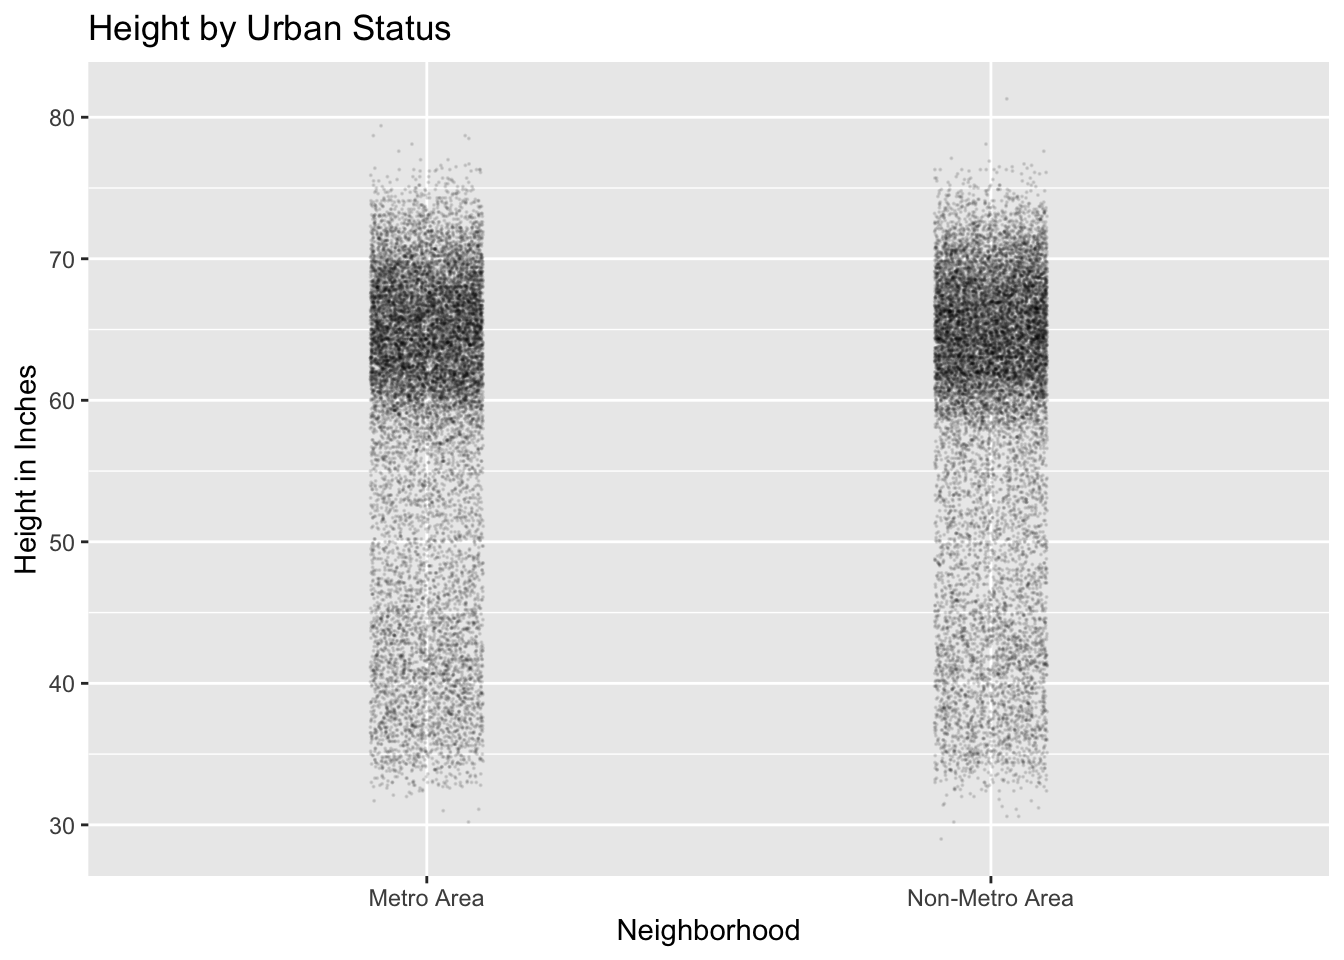 Height by Urban Status
80
70
60
50
40
30
Height in Inches
Metro Area
Non-Metro Area
Neighborhood